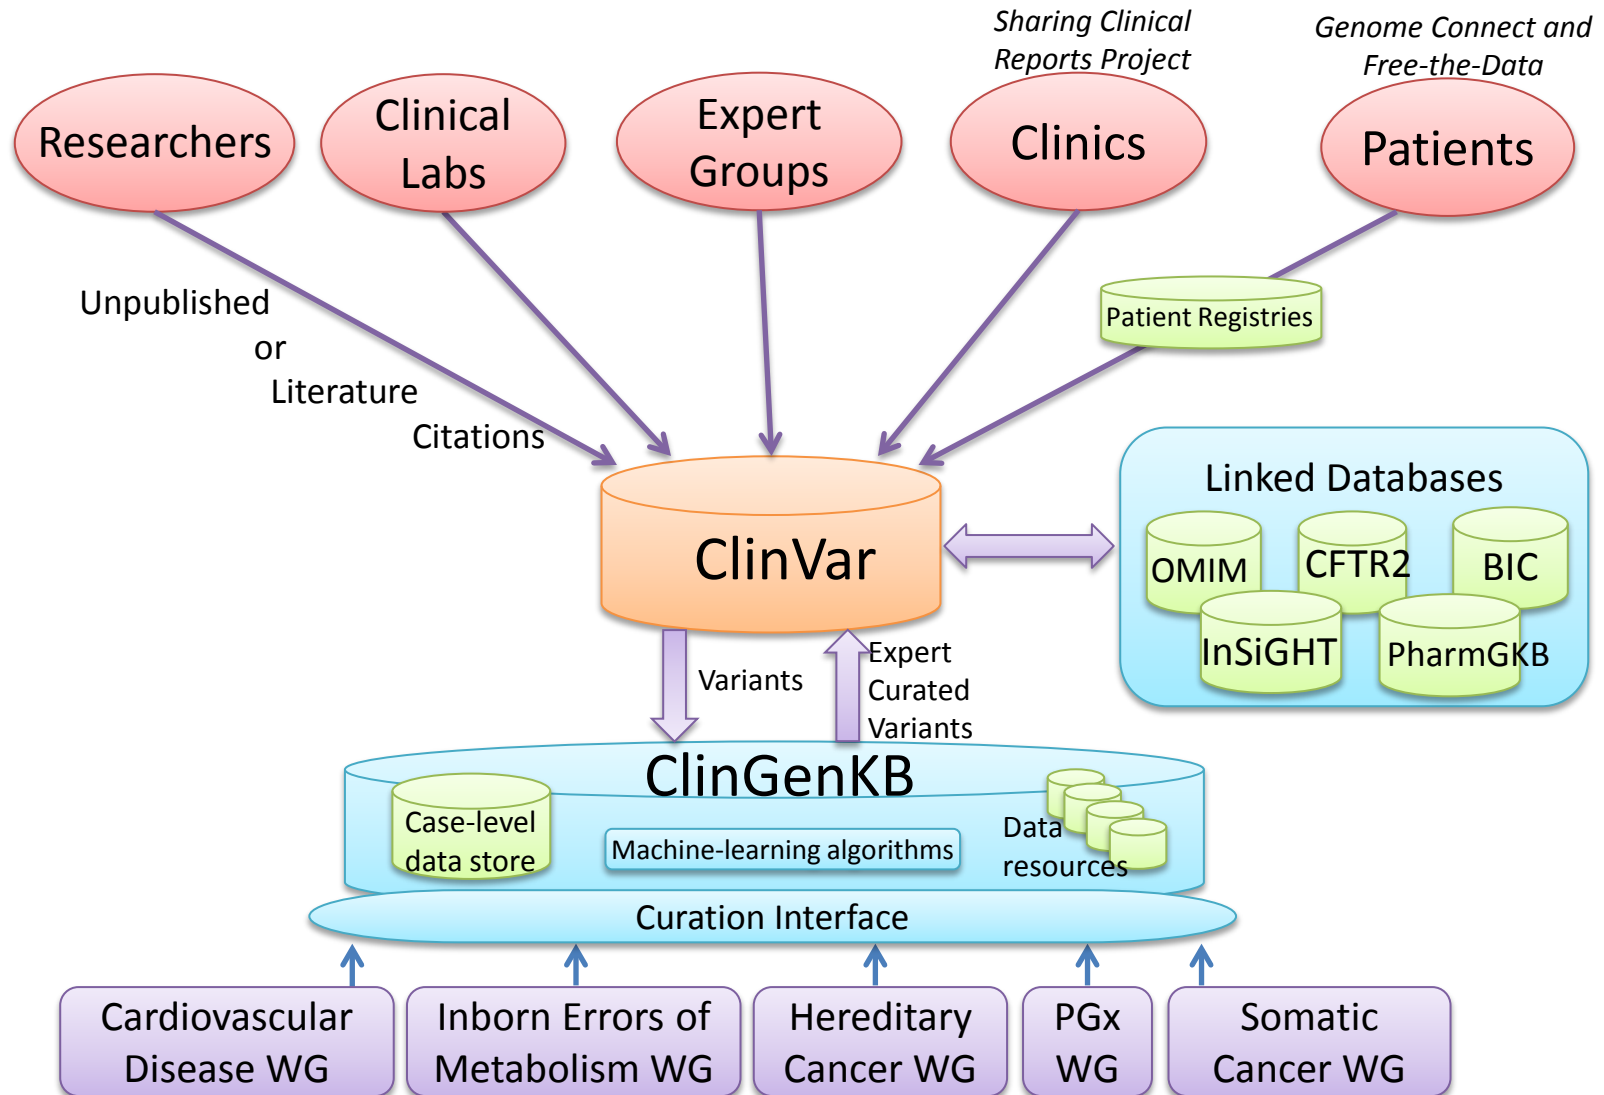 Sharing Clinical
Reports Project
Genome Connect and
Free-the-Data
Researchers
Clinical
Labs
Expert
Groups
Clinics
Patients
Patient Registries
Unpublished
or
Literature
Citations
ClinVar
Linked Databases
OMIM
CFTR2
BIC
InSiGHT
PharmGKB
Variants
Expert
Curated
Variants
ClinGenKB
Case-level
data store
Machine-learning algorithms
Data
resources
Curation Interface
Cardiovascular
Disease WG
Inborn Errors of
Metabolism WG
Hereditary
Cancer WG
PGx
WG
Somatic
Cancer WG